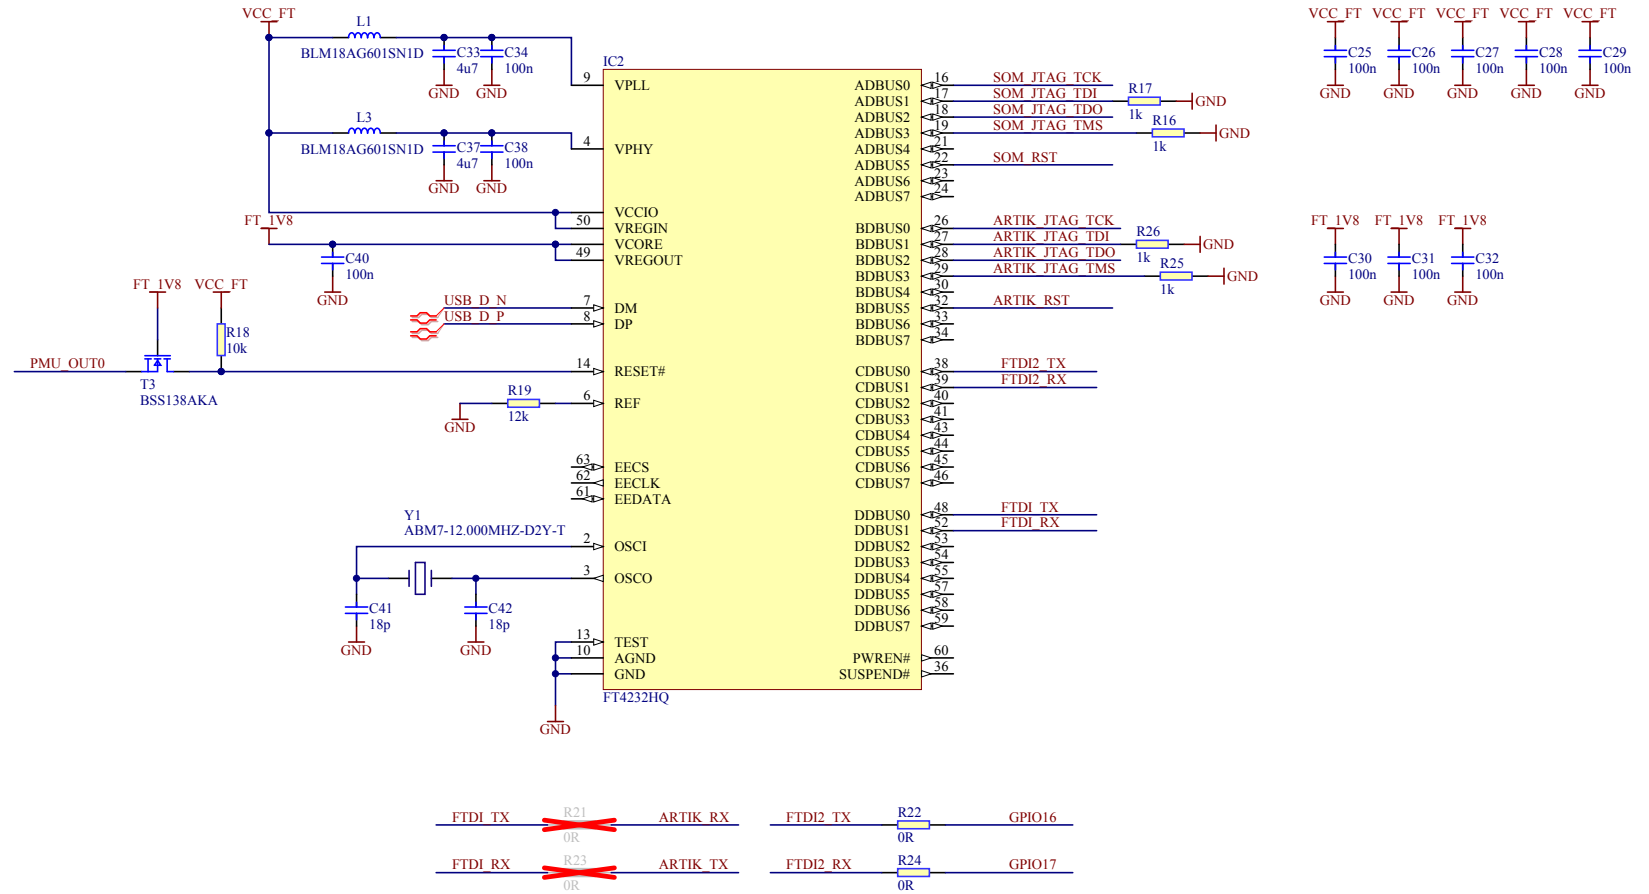 VCC_FT
L1
BLM18AG601SN1D
C33
4u7
C34
100n
GND
GND
L3
BLM18AG601SN1D
C37
4u7
C38
100n
GND
GND
FT_1V8
C40
100n
GND
FT_1V8
VCC_FT
R18
10k
PMU_OUT0
T3
BSS138AKA
USB_D_N
USB_D_P
R19
12k
GND
Y1
ABM7-12.000MHZ-D2Y-T
C41
18p
C42
18p
GND
GND
GND
IC2
9 VPLL
4 VPHY
VCCIO
50 VREGIN
VCORE
49 VREGOUT
7 DM
8 DP
14 RESET#
6 REF
63 EECS
62 EECLK
61 EEDATA
2 OSCI
3 OSCO
13 TEST
10 AGND
GND
FT4232HQ
ADBUS0 16 SOM_JTAG_TCK
ADBUS1 17 SOM_JTAG_TDI
ADBUS2 18 SOM_JTAG_TDO
ADBUS3 19 SOM_JTAG_TMS
ADBUS4 21
ADBUS5 22 SOM_RST
ADBUS6 23
ADBUS7 24
R17
1k
GND
R16
1k
GND
BDBUS0 26 ARTIK_JTAG_TCK
BDBUS1 27 ARTIK_JTAG_TDI
BDBUS2 28 ARTIK_JTAG_TDO
BDBUS3 29 ARTIK_JTAG_TMS
BDBUS4 30
BDBUS5 32 ARTIK_RST
BDBUS6 33
BDBUS7 34
R26
1k
GND
R25
1k
GND
CDBUS0 38 FTDI2_TX
CDBUS1 39 FTDI2_RX
CDBUS2 40
CDBUS3 41
CDBUS4 43
CDBUS5 44
CDBUS6 45
CDBUS7 46
DDBUS0 48 FTDI_TX
DDBUS1 52 FTDI_RX
DDBUS2 53
DDBUS3 54
DDBUS4 55
DDBUS5 57
DDBUS6 58
DDBUS7 59
PWREN# 60
SUSPEND# 36
VCC_FT VCC_FT VCC_FT VCC_FT VCC_FT
C25 C26 C27 C28 C29
100n 100n 100n 100n 100n
GND GND GND GND GND
FT_1V8 FT_1V8 FT_1V8
C30 C31 C32
100n 100n 100n
GND GND GND
FTDI_TX R21 ARTIK_RX
0R
FTDI_RX R23 ARTIK_TX
0R
FTDI2_TX R22 GPIO16
0R
FTDI2_RX R24 GPIO17
0R